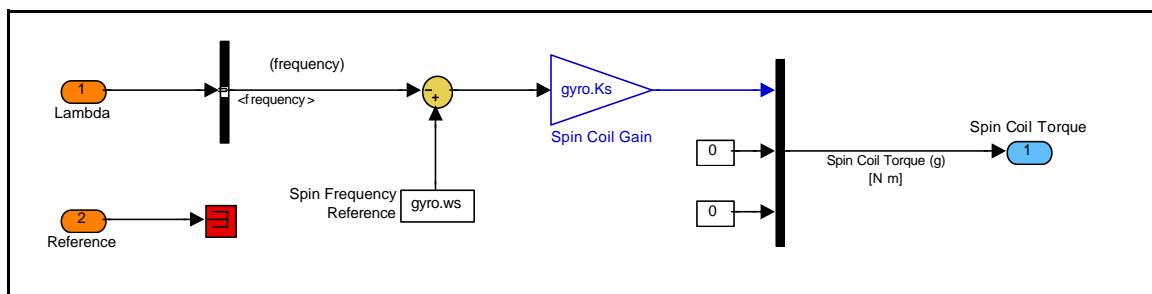 (frequency)
1
Lambda
<frequency>
-
+
gyro.Ks
Spin Coil Gain
Spin Coil Torque
1
0
Spin Coil Torque (g)
[N m]
Spin Frequency
Reference
gyro.ws
0
2
Reference